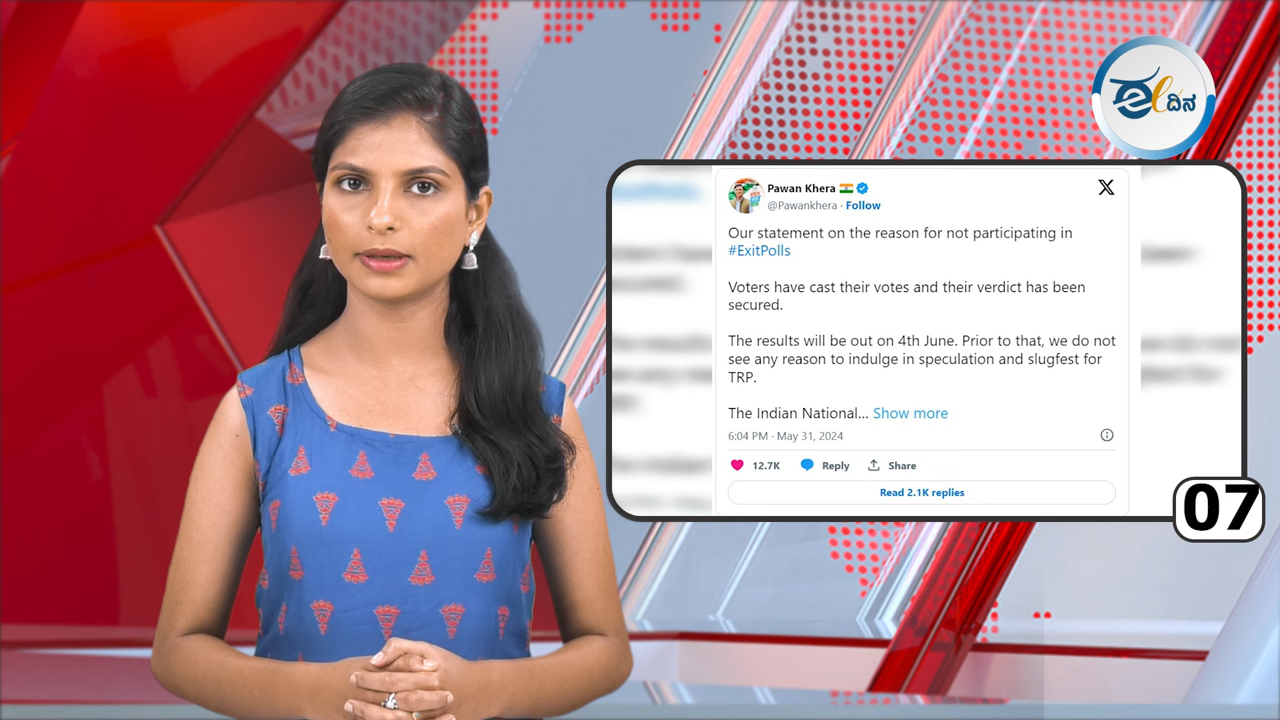 eeದಿನ
Pawan Khera
@Pawankhera · Follow
Our statement on the reason for not participating in
#ExitPolls
Voters have cast their votes and their verdict has been
secured.
The results will be out on 4th June. Prior to that, we do not
see any reason to indulge in speculation and slugfest for
TRP.
The Indian National... Show more
6:04 PM · May 31, 2024
12.7K Reply Share
Read 2.1K replies
07